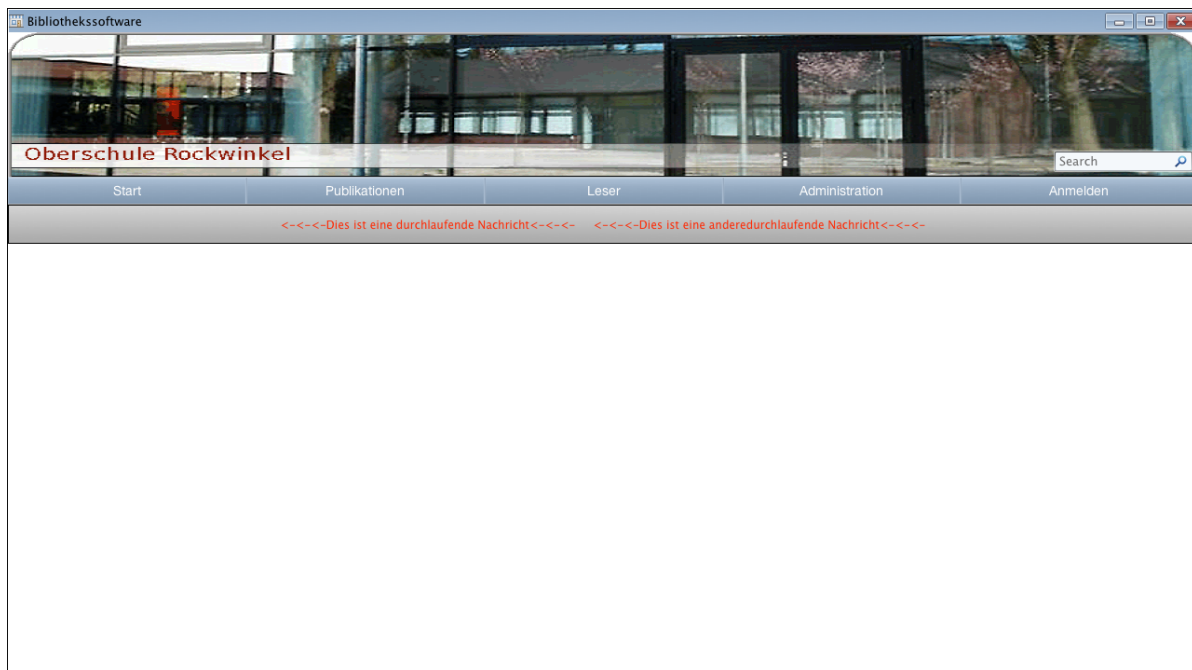 Bibliothekssoftware
Oberschule Rockwinkel
Search
Start Publikationen Leser Administration Anmelden
<-<-<-Dies ist eine durchlaufende Nachricht<-<-<- <-<-<-Dies ist eine anderedurchlaufende Nachricht<-<-<-